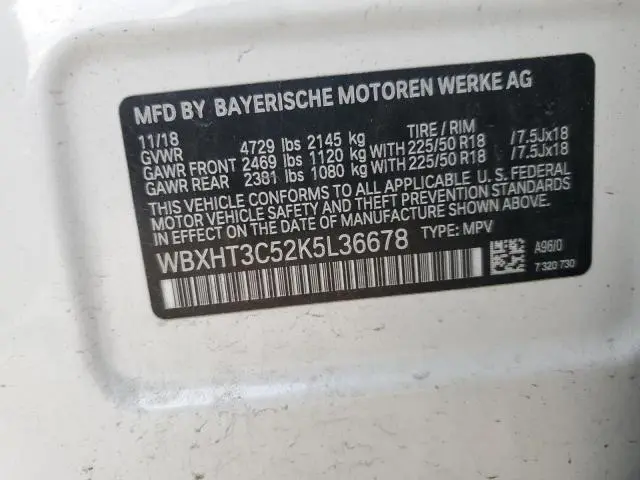 MFD BY BAYERISCHE MOTOREN WERKE AG
11/18 TIRE / RIM
GVWR 4729 lbs 2145 kg
GAWR FRONT 2469 lbs 1120 kg WITH 225/50 R18 /7.5Jx18
GAWR REAR 2381 lbs 1080 kg WITH 225/50 R18 /7.5Jx18
THIS VEHICLE CONFORMS TO ALL APPLICABLE U. S. FEDERAL
MOTOR VEHICLE SAFETY AND THEFT PREVENTION STANDARDS
IN EFFECT ON THE DATE OF MANUFACTURE SHOWN ABOVE.
WBXHT3C52K5L36678 TYPE: MPV
A96/0
7 320 730